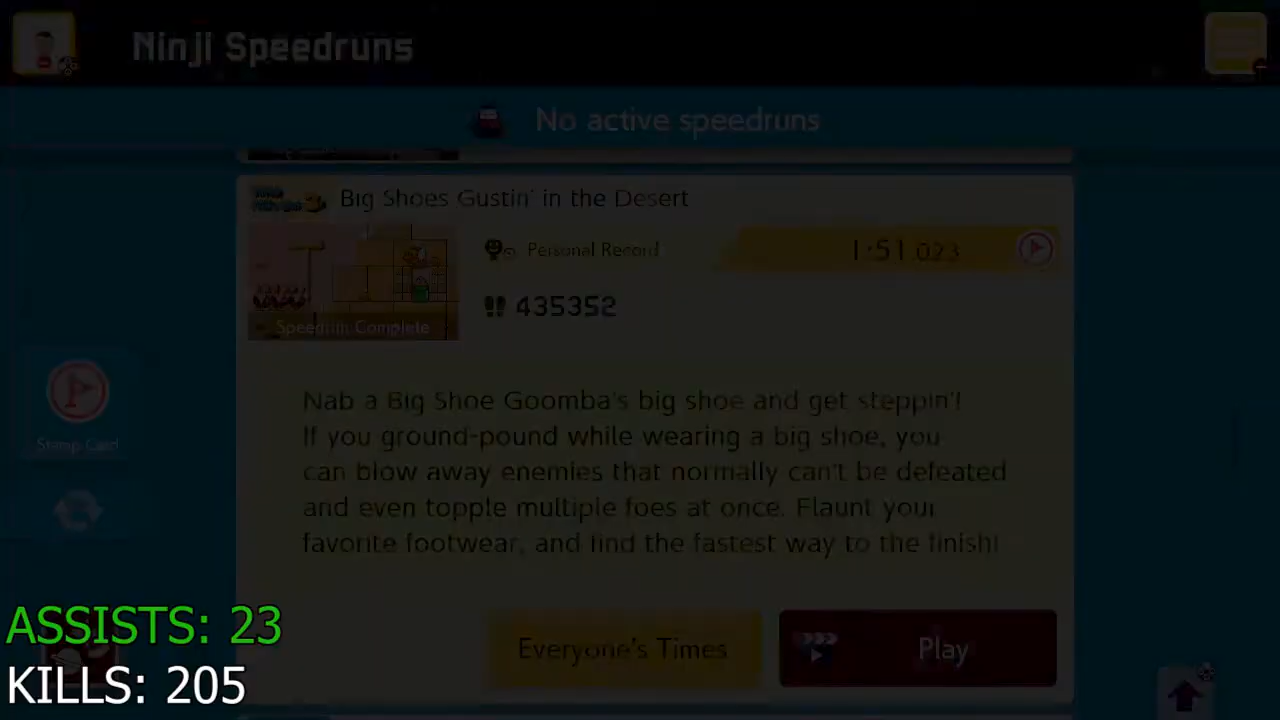 Ninji Speedruns
No active speedruns
Big Shoes Gustin' in the Desert
Personal Record
1:51.023
435352
Speedrun Complete
Nab a Big Shoe Goomba's big shoe and get steppin'!
If you ground-pound while wearing a big shoe, you
can blow away enemies that normally can't be defeated
and even topple multiple foes at once. Flaunt your
favorite footwear, and find the fastest way to the finish!
Stamp Card
Everyone's Times
Play
ASSISTS: 23
KILLS: 205